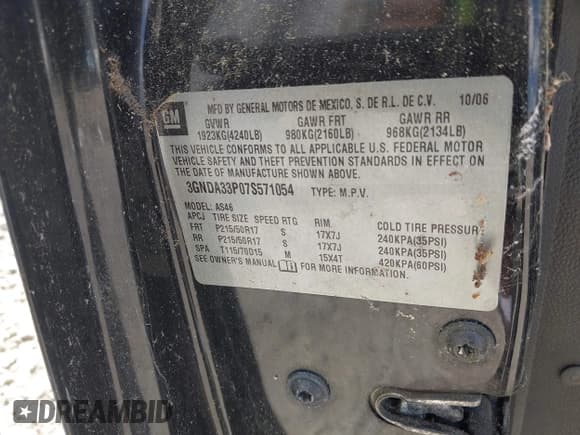 GM MFD BY GENERAL MOTORS DE MEXICO, S. DE R.L. DE C.V. 10/06
GVWR GAWR FRT GAWR RR
1923KG(4240LB) 980KG(2160LB) 968KG(2134LB)
THIS VEHICLE CONFORMS TO ALL APPLICABLE U.S. FEDERAL MOTOR
VEHICLE SAFETY AND THEFT PREVENTION STANDARDS IN EFFECT ON
THE DATE OF MANUFACTURE SHOWN ABOVE.
3GNDA33P07S571054 TYPE: M.P.V.
MODEL: AS46
APCJ TIRE SIZE SPEED RTG RIM COLD TIRE PRESSURE
FRT P215/50R17 S 17X7J 240KPA(35PSI)
RR P215/50R17 S 17X7J 240KPA(35PSI)
SPA T115/70D15 M 15X4T 420KPA(60PSI)
SEE OWNER'S MANUAL i FOR MORE INFORMATION.
DREAMBID